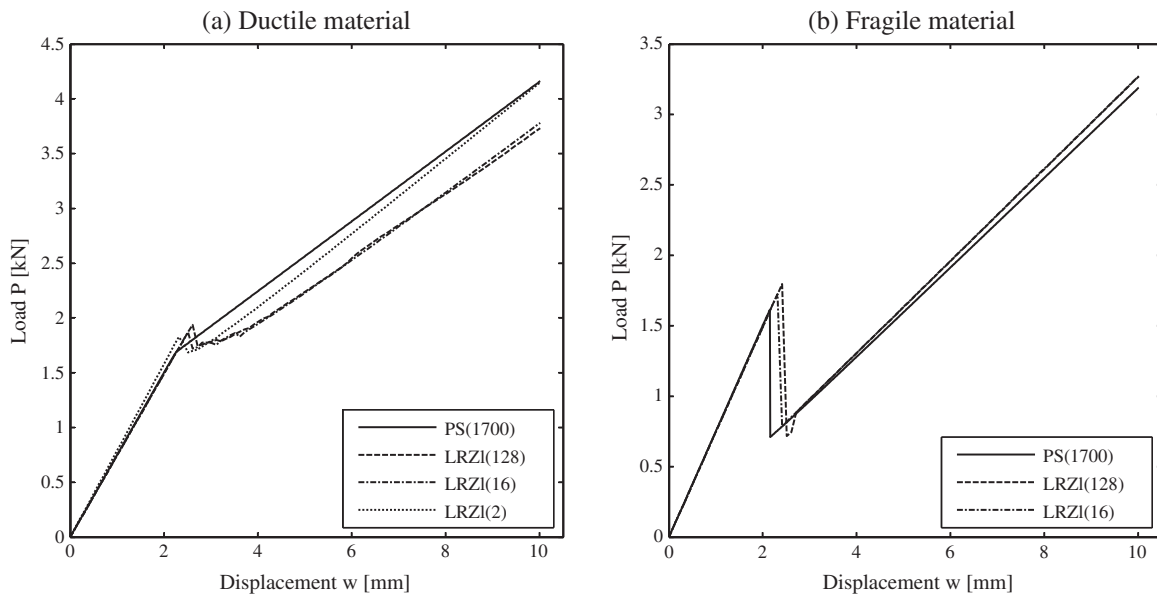 (a) Ductile material
4.5
4
3.5
3
2.5
2
1.5
1
0.5
0
0 2 4 6 8 10
Load P [kN]
Displacement w [mm]
PS(1700)
LRZl(128)
LRZl(16)
LRZl(2)
(b) Fragile material
3.5
3
2.5
2
1.5
1
0.5
0
0 2 4 6 8 10
Load P [kN]
Displacement w [mm]
PS(1700)
LRZl(128)
LRZl(16)